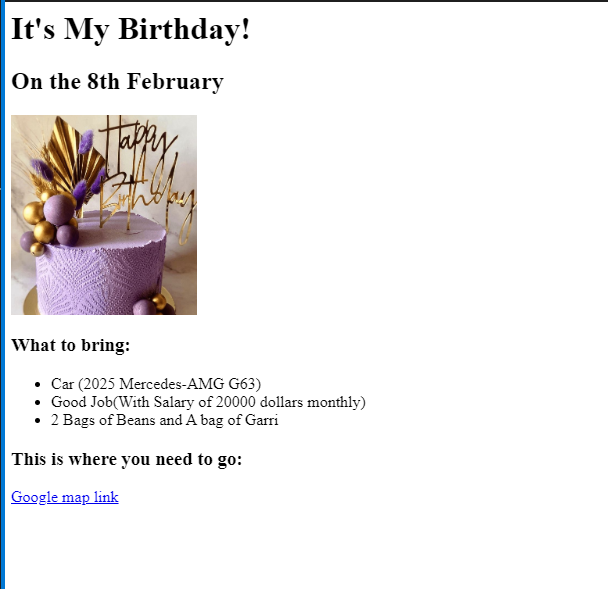 It's My Birthday!
On the 8th February
Happy
Birthday
What to bring:
Car (2025 Mercedes-AMG G63)
Good Job(With Salary of 20000 dollars monthly)
2 Bags of Beans and A bag of Garri
This is where you need to go:
Google map link